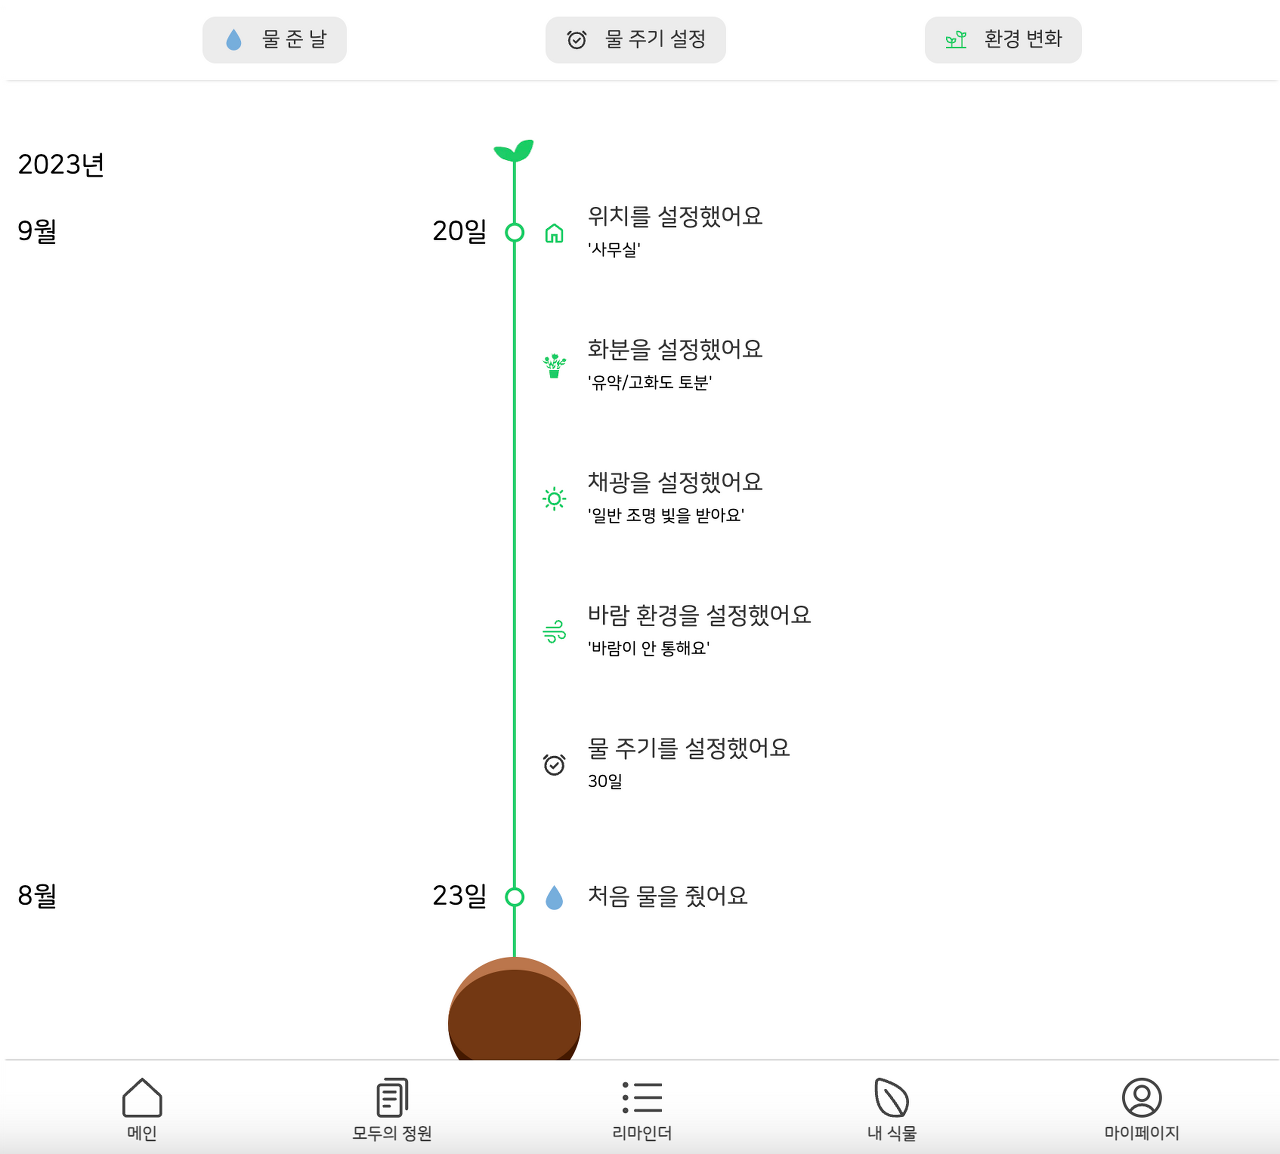 물 준 날
물 주기 설정
환경 변화
2023년
9월
20일
위치를 설정했어요
'사무실'
화분을 설정했어요
'유약/고화도 토분'
채광을 설정했어요
'일반 조명 빛을 받아요'
바람 환경을 설정했어요
'바람이 안 통해요'
물 주기를 설정했어요
30일
8월
23일
처음 물을 줬어요
메인
모두의 정원
리마인더
내 식물
마이페이지